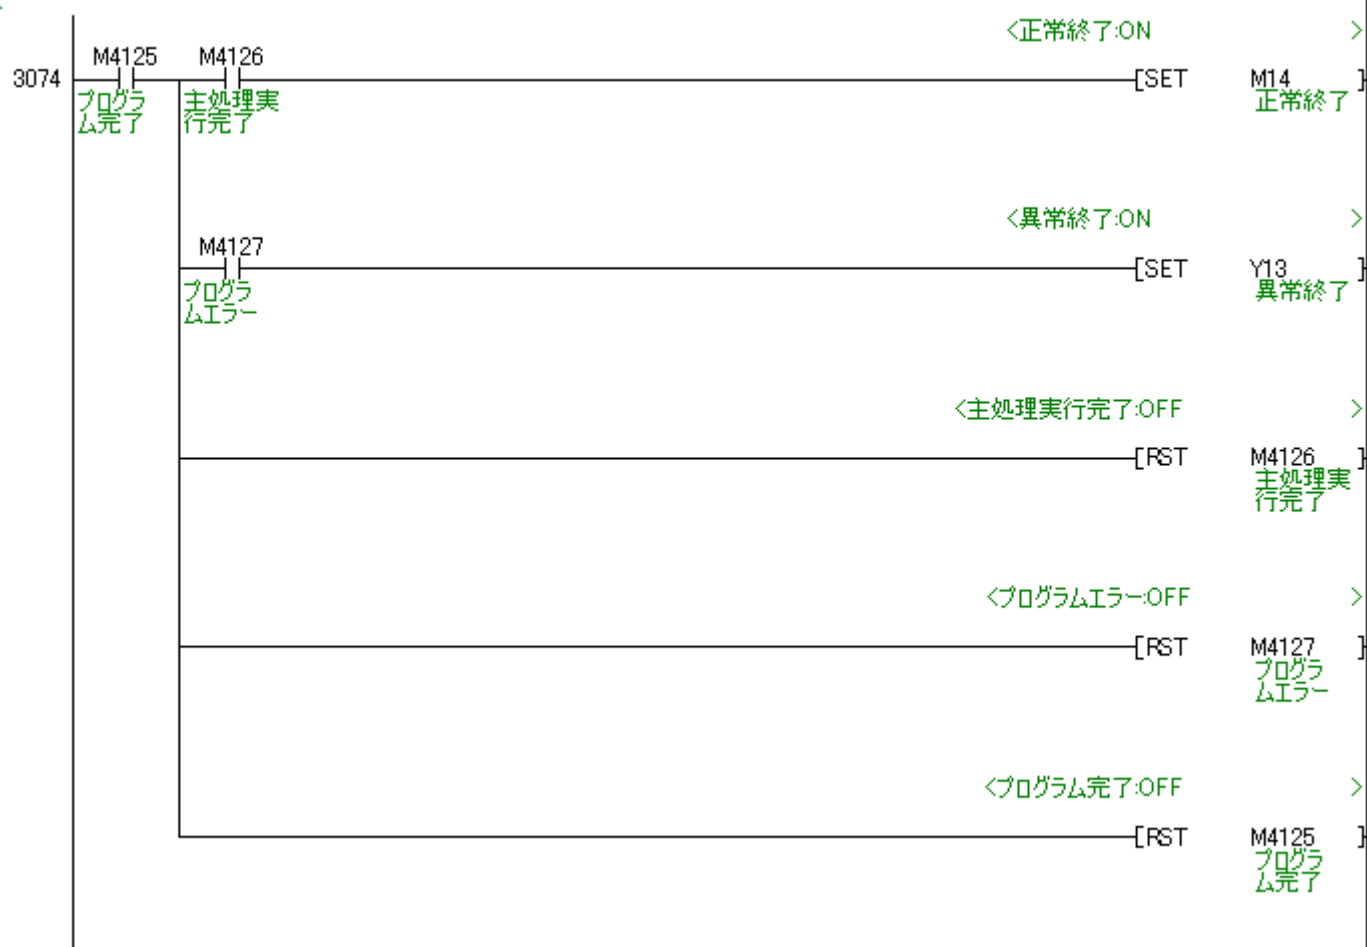 <正常終了:ON >
M4125 M4126
3074 [SET M14 ]
プログラ 主処理実 正常終了
ム完了 行完了
<異常終了:ON >
M4127
[SET Y13 ]
プログラ 異常終了
ムエラー
<主処理実行完了:OFF >
[RST M4126 ]
主処理実
行完了
<プログラムエラー:OFF >
[RST M4127 ]
プログラ
ムエラー
<プログラム完了:OFF >
[RST M4125 ]
プログラ
ム完了